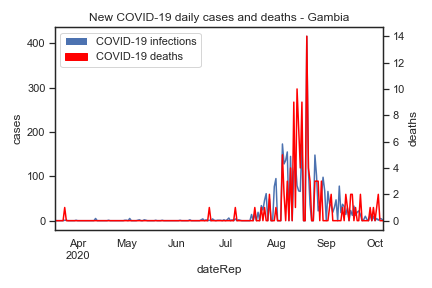 New COVID-19 daily cases and deaths - Gambia
COVID-19 infections
COVID-19 deaths
400
300
200
100
0
cases
14
12
10
8
6
4
2
0
deaths
Apr
2020
May
Jun
Jul
Aug
Sep
Oct
dateRep